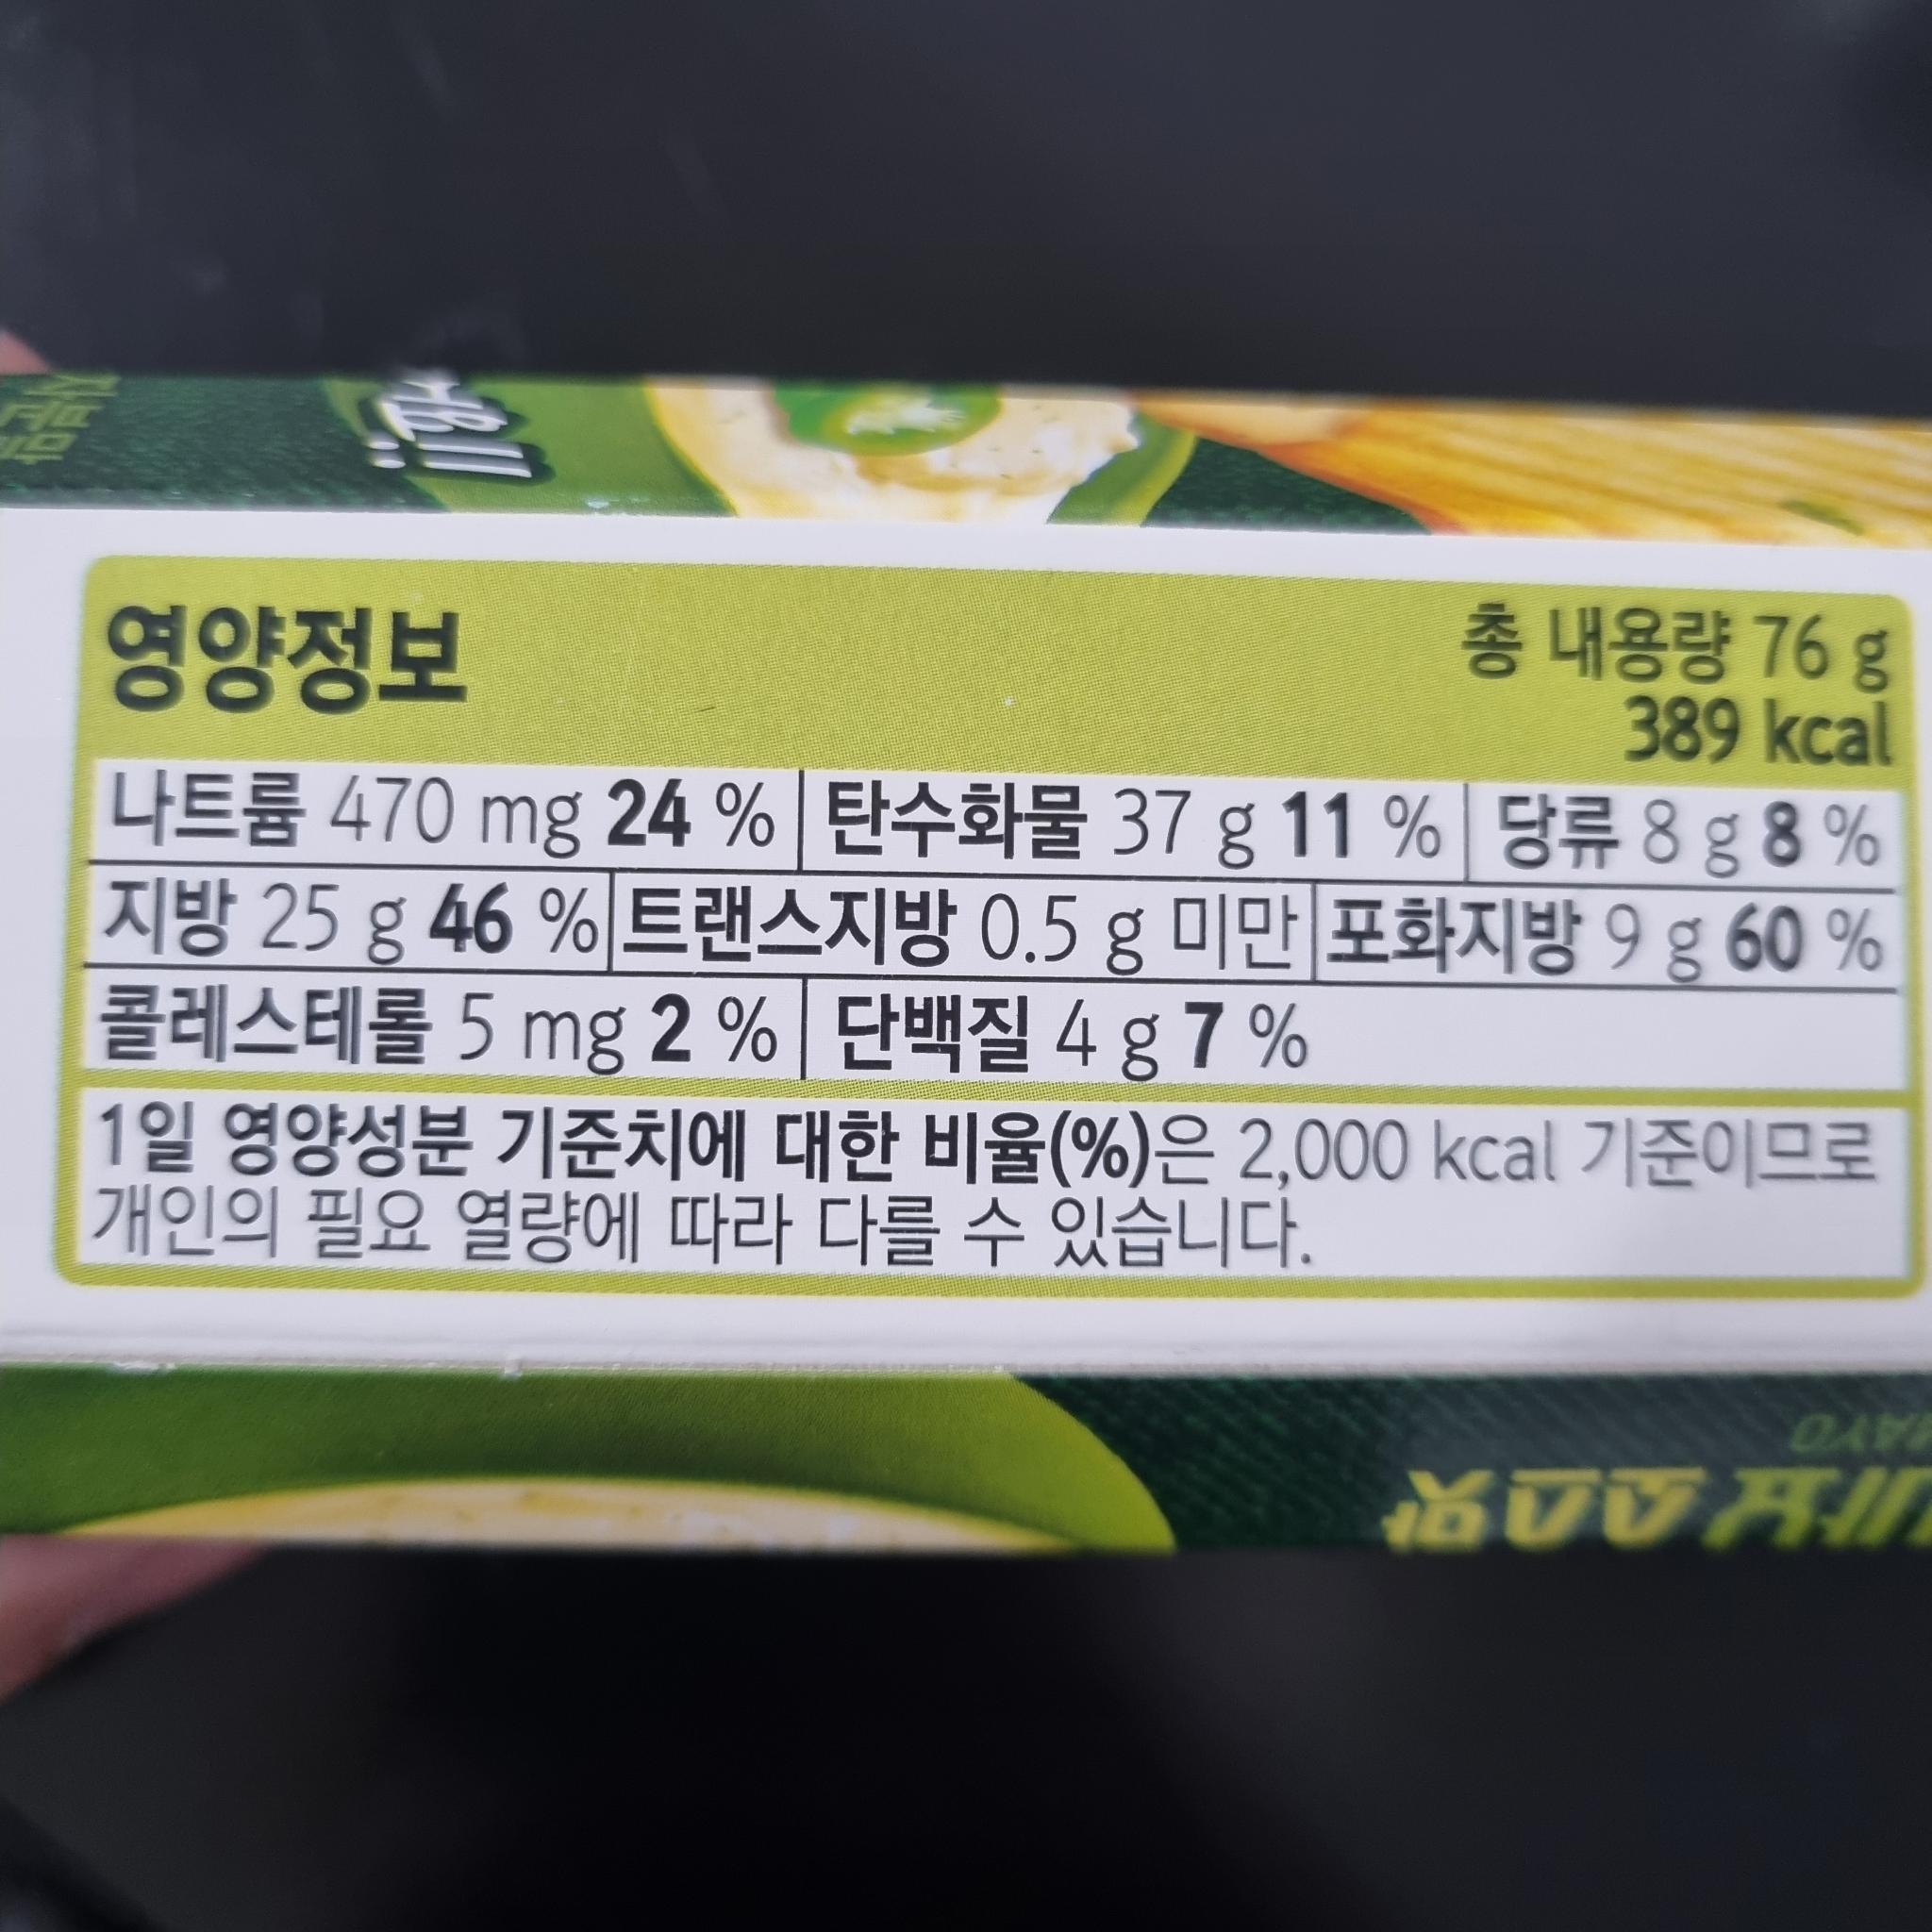 영양정보
총 내용량 76 g
389 kcal
나트륨 470 mg 24 % 탄수화물 37 g 11 % 당류 8 g 8 %
지방 25 g 46 % 트랜스지방 0.5 g 미만 포화지방 9 g 60 %
콜레스테롤 5 mg 2 % 단백질 4 g 7 %
1일 영양성분 기준치에 대한 비율(%)은 2,000 kcal 기준이므로
개인의 필요 열량에 따라 다를 수 있습니다.